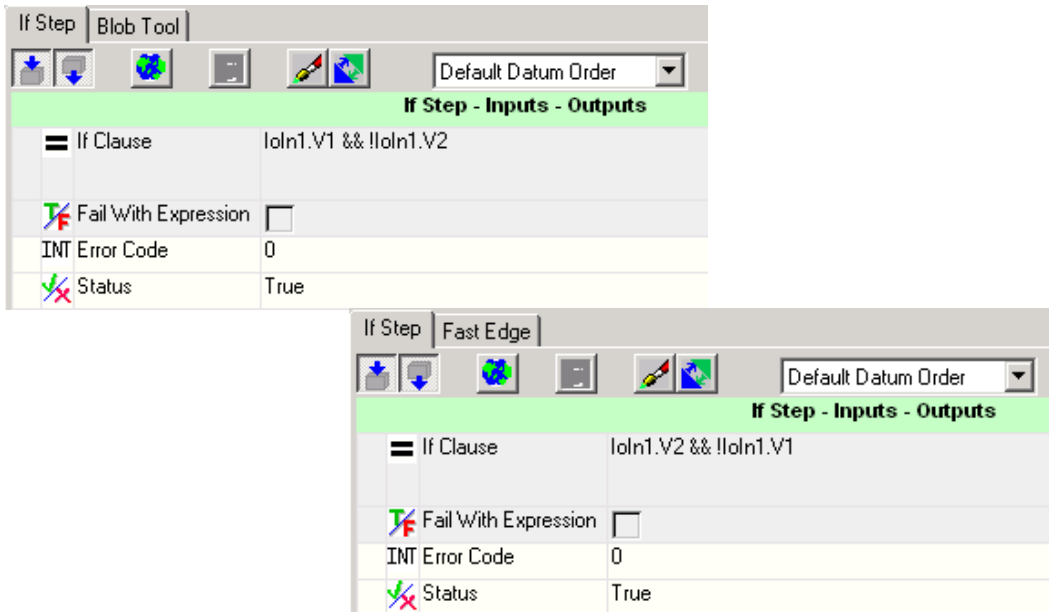 If Step Blob Tool
Default Datum Order
If Step - Inputs - Outputs
If Clause IoIn1.V1 && !IoIn1.V2
T/F Fail With Expression
INT Error Code 0
Status True
If Step Fast Edge
Default Datum Order
If Step - Inputs - Outputs
If Clause IoIn1.V2 && !IoIn1.V1
T/F Fail With Expression
INT Error Code 0
Status True